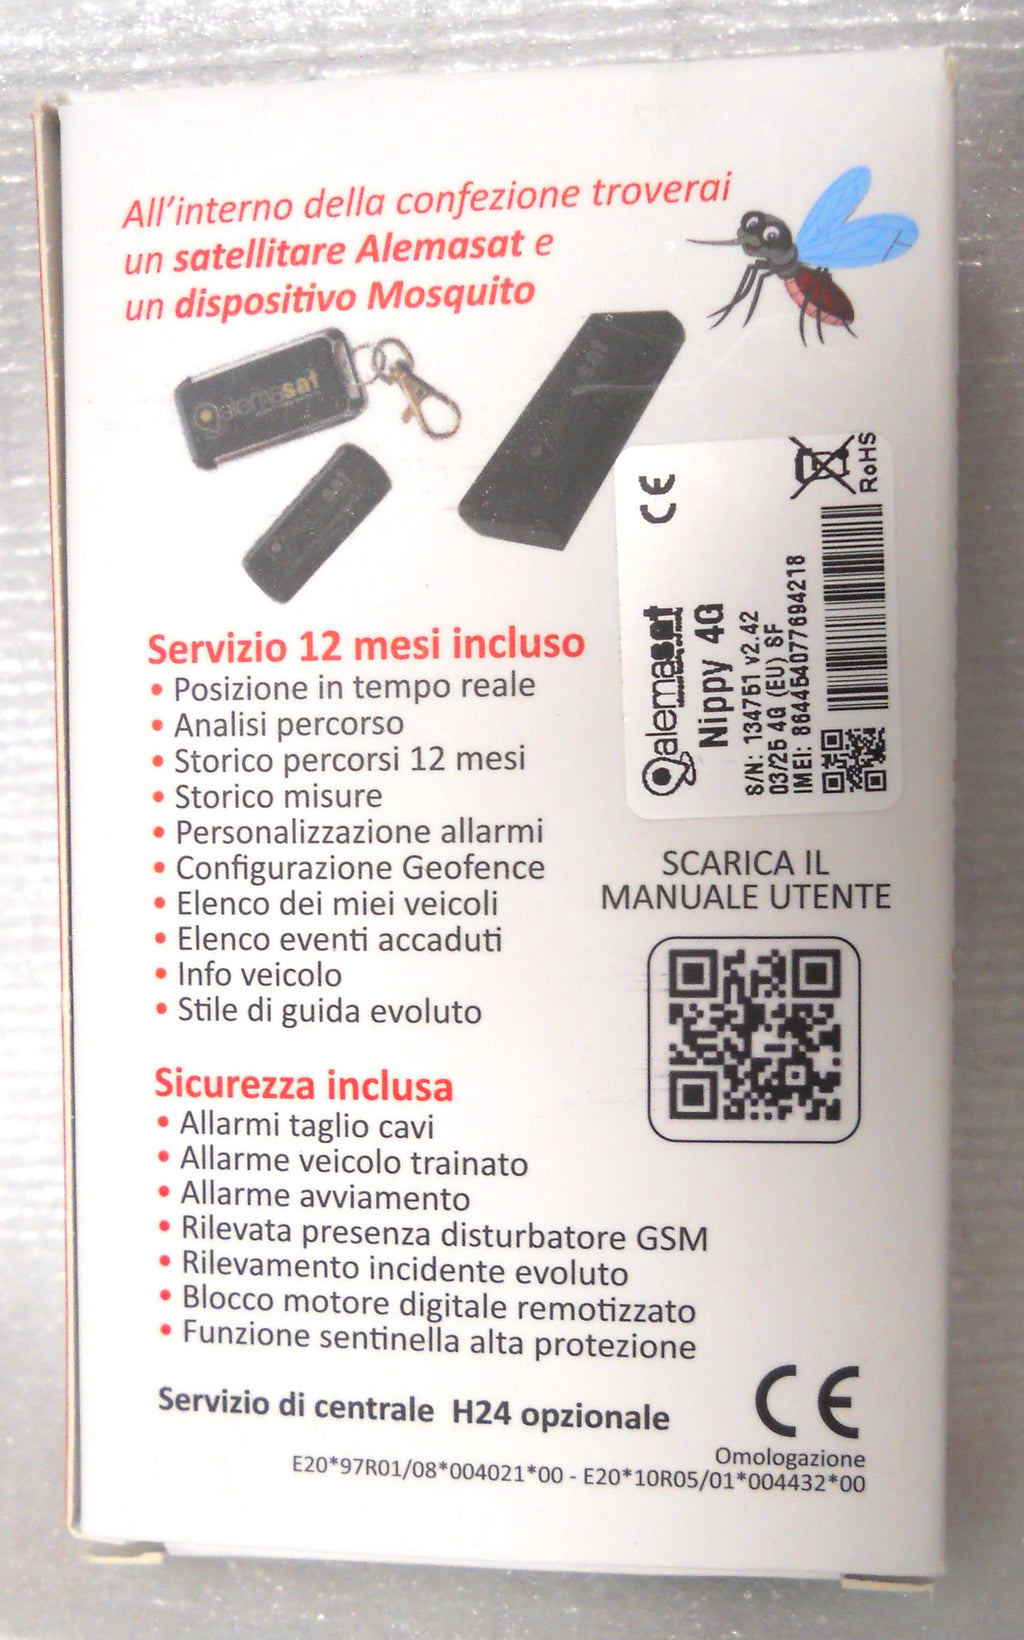 All'interno della confezione troverai
un satellitare Alemasat e
un dispositivo Mosquito
alemasat
CE
RoHS
alemasat
Nippy 4G
S/N: 134751 v2.42
03/25 4G (EU) SF
IMEI: 864454077694218
Servizio 12 mesi incluso
• Posizione in tempo reale
• Analisi percorso
• Storico percorsi 12 mesi
• Storico misure
• Personalizzazione allarmi
• Configurazione Geofence
• Elenco dei miei veicoli
• Elenco eventi accaduti
• Info veicolo
• Stile di guida evoluto
SCARICA IL
MANUALE UTENTE
Sicurezza inclusa
• Allarmi taglio cavi
• Allarme veicolo trainato
• Allarme avviamento
• Rilevata presenza disturbatore GSM
• Rilevamento incidente evoluto
• Blocco motore digitale remotizzato
• Funzione sentinella alta protezione
Servizio di centrale H24 opzionale
CE
Omologazione
E20*97R01/08*004021*00 - E20*10R05/01*004432*00